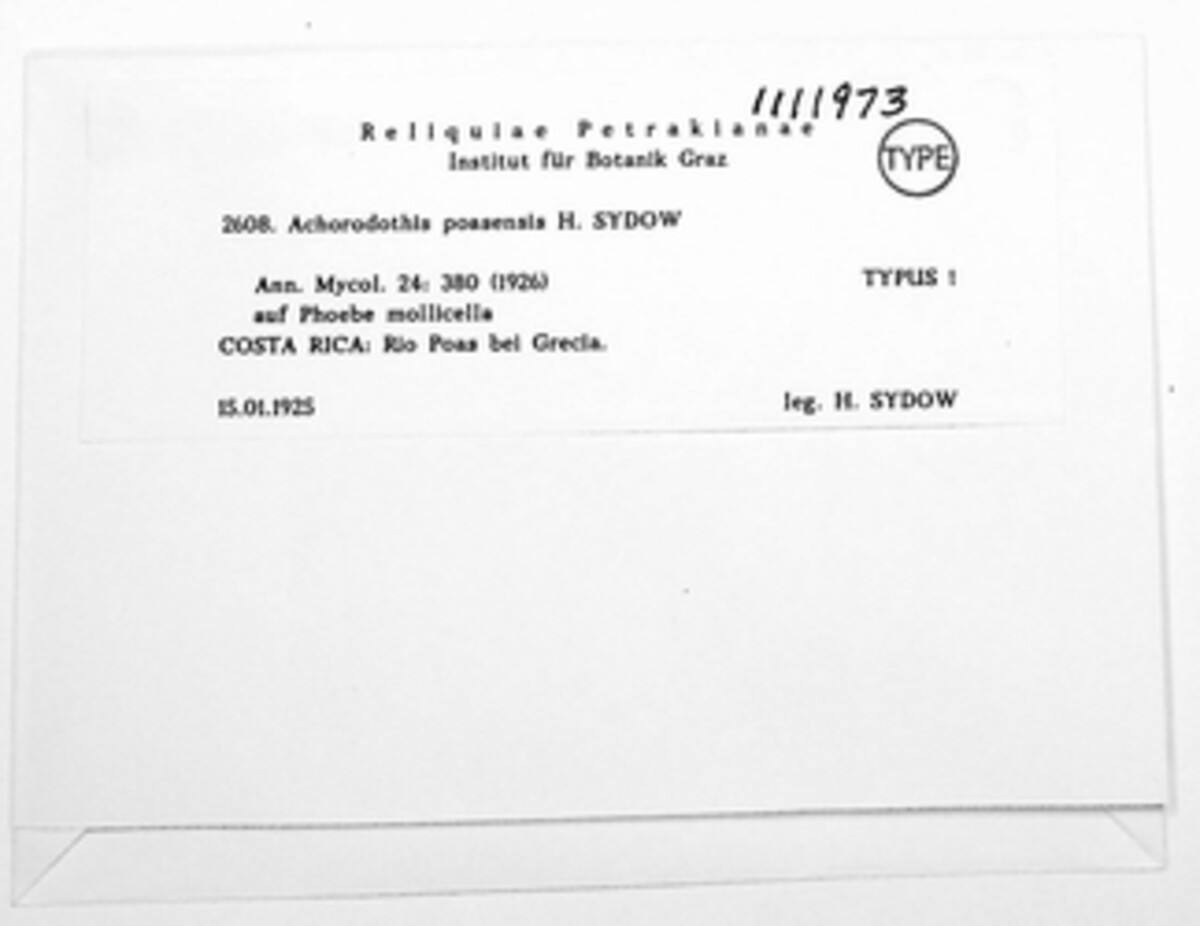 1111973
Reliquiae Petrakianae
Institut für Botanik Graz
TYPE
2608. Achorodothis poasensis H. SYDOW
Ann. Mycol. 24: 380 (1926)
TYPUS !
auf Phoebe mollicella
COSTA RICA: Rio Poas bei Grecia.
15.01.1925
leg. H. SYDOW